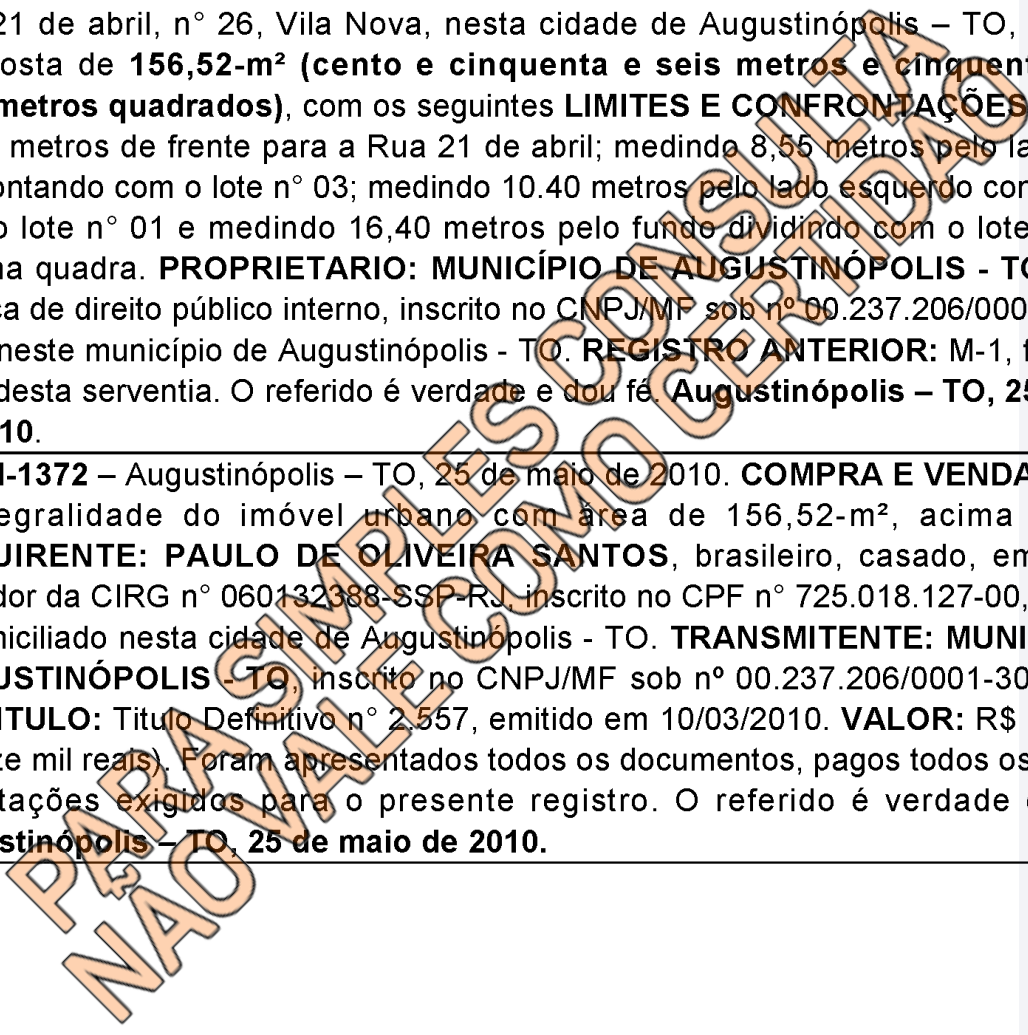 21 de abril, n° 26, Vila Nova, nesta cidade de Augustinópolis – TO,
osta de 156,52-m² (cento e cinquenta e seis metros e cinquent
metros quadrados), com os seguintes LIMITES E CONFRONTAÇÕES
metros de frente para a Rua 21 de abril; medindo 8,55 metros pelo la
ontando com o lote n° 03; medindo 10.40 metros pelo lado esquerdo con
o lote n° 01 e medindo 16,40 metros pelo fundo dividindo com o lote
na quadra. PROPRIETARIO: MUNICÍPIO DE AUGUSTINÓPOLIS - TO
ca de direito público interno, inscrito no CNPJ/MF sob nº 00.237.206/000
neste município de Augustinópolis - TO. REGISTRO ANTERIOR: M-1, f
desta serventia. O referido é verdade e dou fé. Augustinópolis – TO, 25
10.
-1372 – Augustinópolis – TO, 25 de maio de 2010. COMPRA E VENDA
egralidade do imóvel urbano com área de 156,52-m², acima
UIRENTE: PAULO DE OLIVEIRA SANTOS, brasileiro, casado, em
dor da CIRG n° 060132388-SSP-RJ, inscrito no CPF n° 725.018.127-00,
niciliado nesta cidade de Augustinópolis - TO. TRANSMITENTE: MUNI
USTINÓPOLIS - TO, inscrito no CNPJ/MF sob nº 00.237.206/0001-30
ITULO: Titulo Definitivo n° 2.557, emitido em 10/03/2010. VALOR: R$
ze mil reais). Foram apresentados todos os documentos, pagos todos os
tações exigidos para o presente registro. O referido é verdade e
stinópolis – TO, 25 de maio de 2010.
PARA SIMPLES CONSULTA
NÃO VALE COMO CERTIDÃO